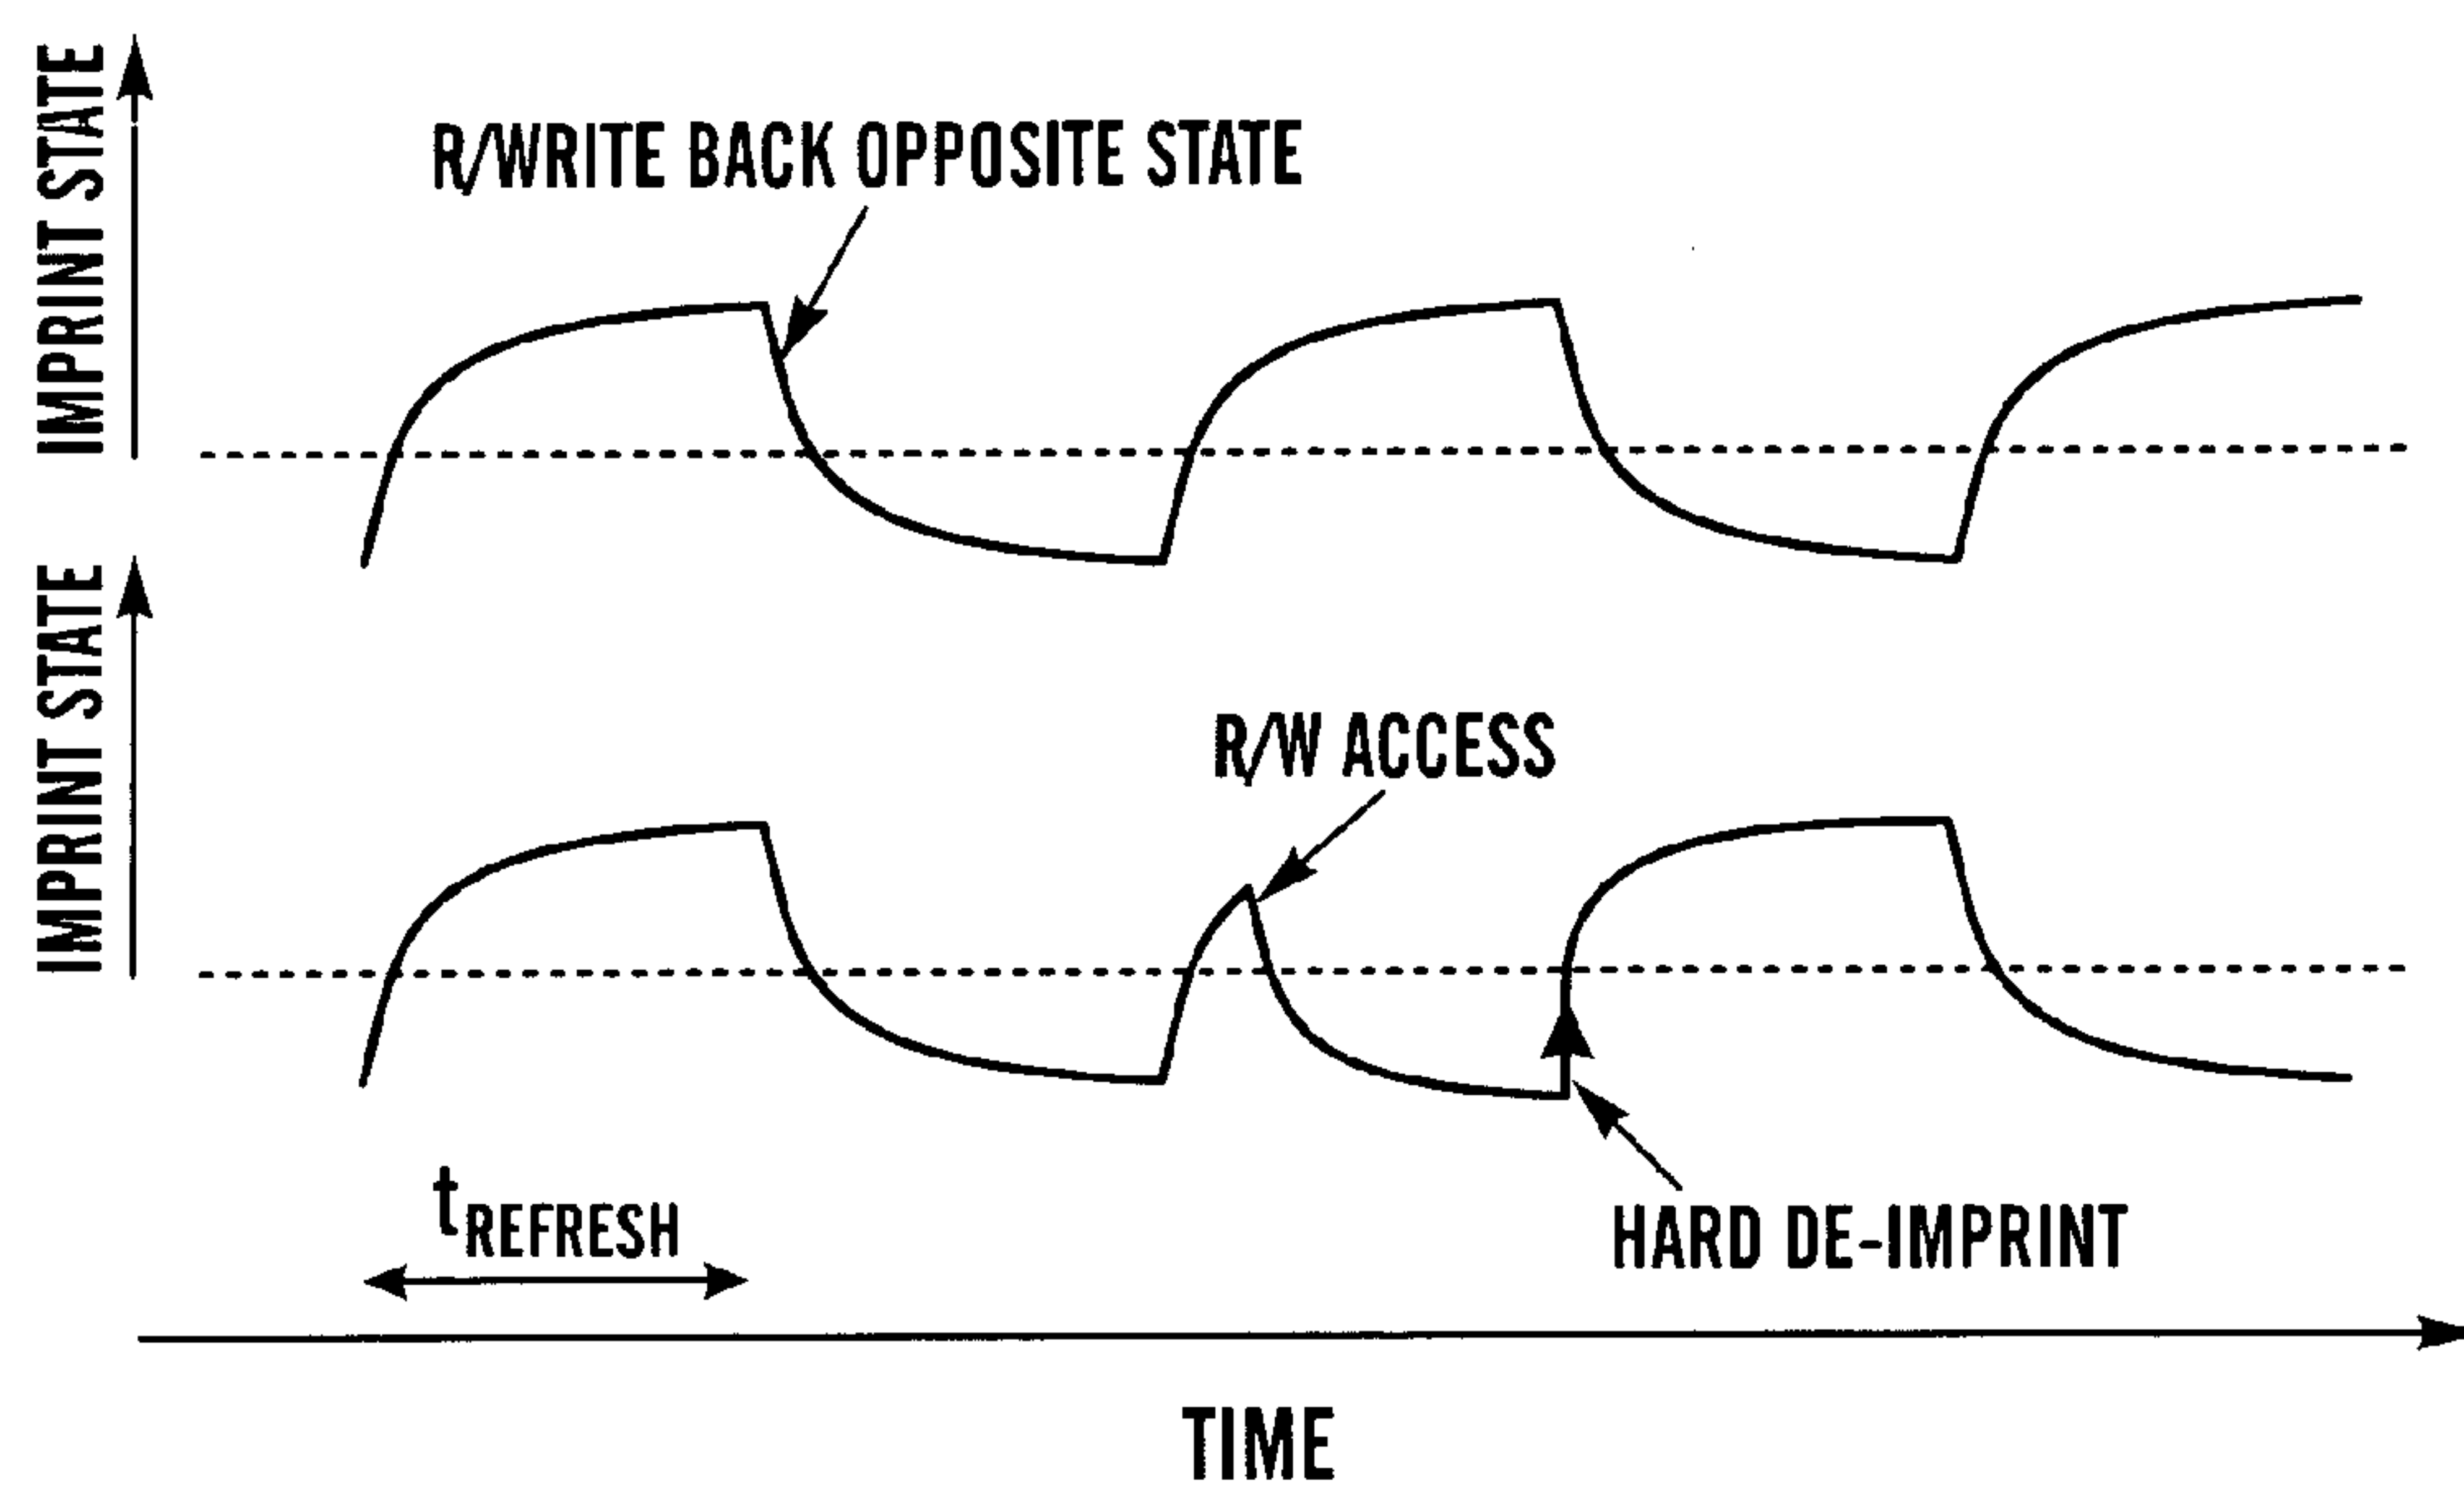 IMPRINT STATE
R/WRITE BACK OPPOSITE STATE
IMPRINT STATE
R/W ACCESS
tREFRESH
HARD DE-IMPRINT
TIME